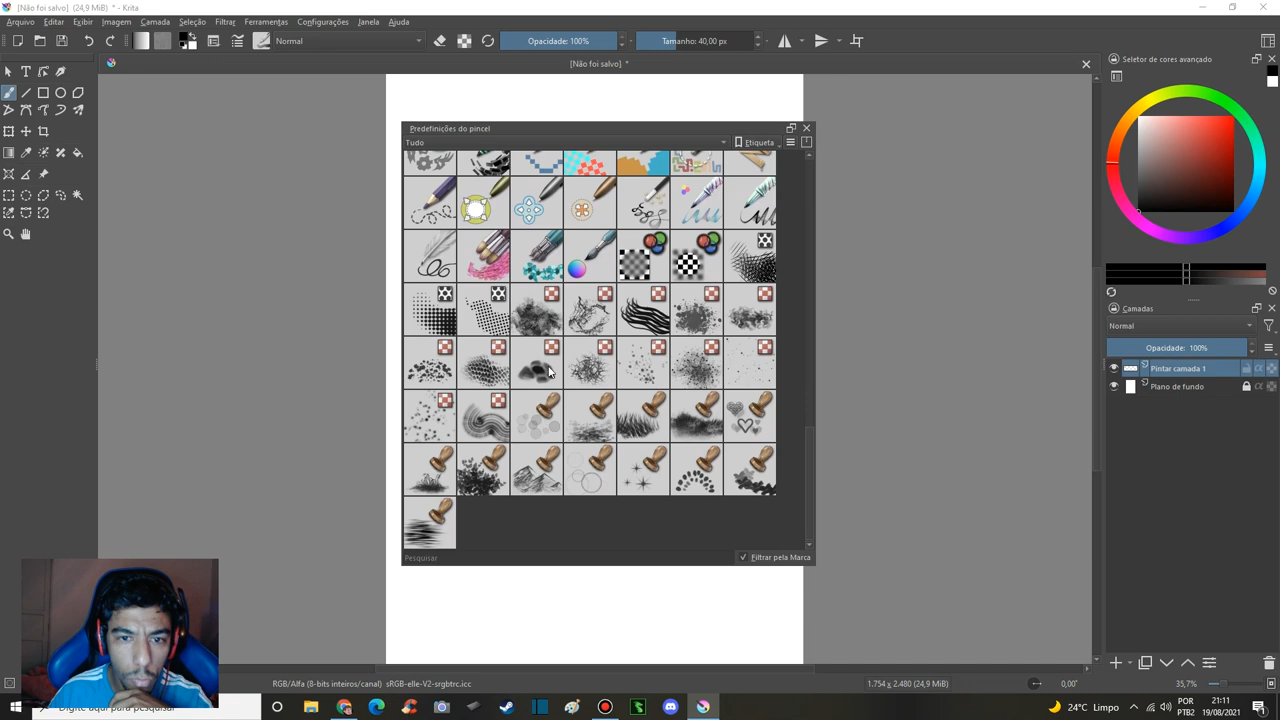 [Não foi salvo] (24,9 MiB) * - Krita
Arquivo Editar Exibir Imagem Camada Seleção Filtrar Ferramentas Configurações Janela Ajuda
Normal Opacidade: 100% Tamanho: 40,00 px
[Não foi salvo] *
Seletor de cores avançado
Predefinições do pincel
Tudo Etiqueta
Camadas
Normal
Opacidade: 100%
Pintar camada 1
Plano de fundo
Pesquisar Filtrar pela Marca
RGB/Alfa (8-bits inteiros/canal) sRGB-elle-V2-srgbtrc.icc 1.754 x 2.480 (24,9 MiB) 0,00° 35,7%
Digite aqui para pesquisar
24°C Limpo
POR
PTB2
21:11
19/08/2021